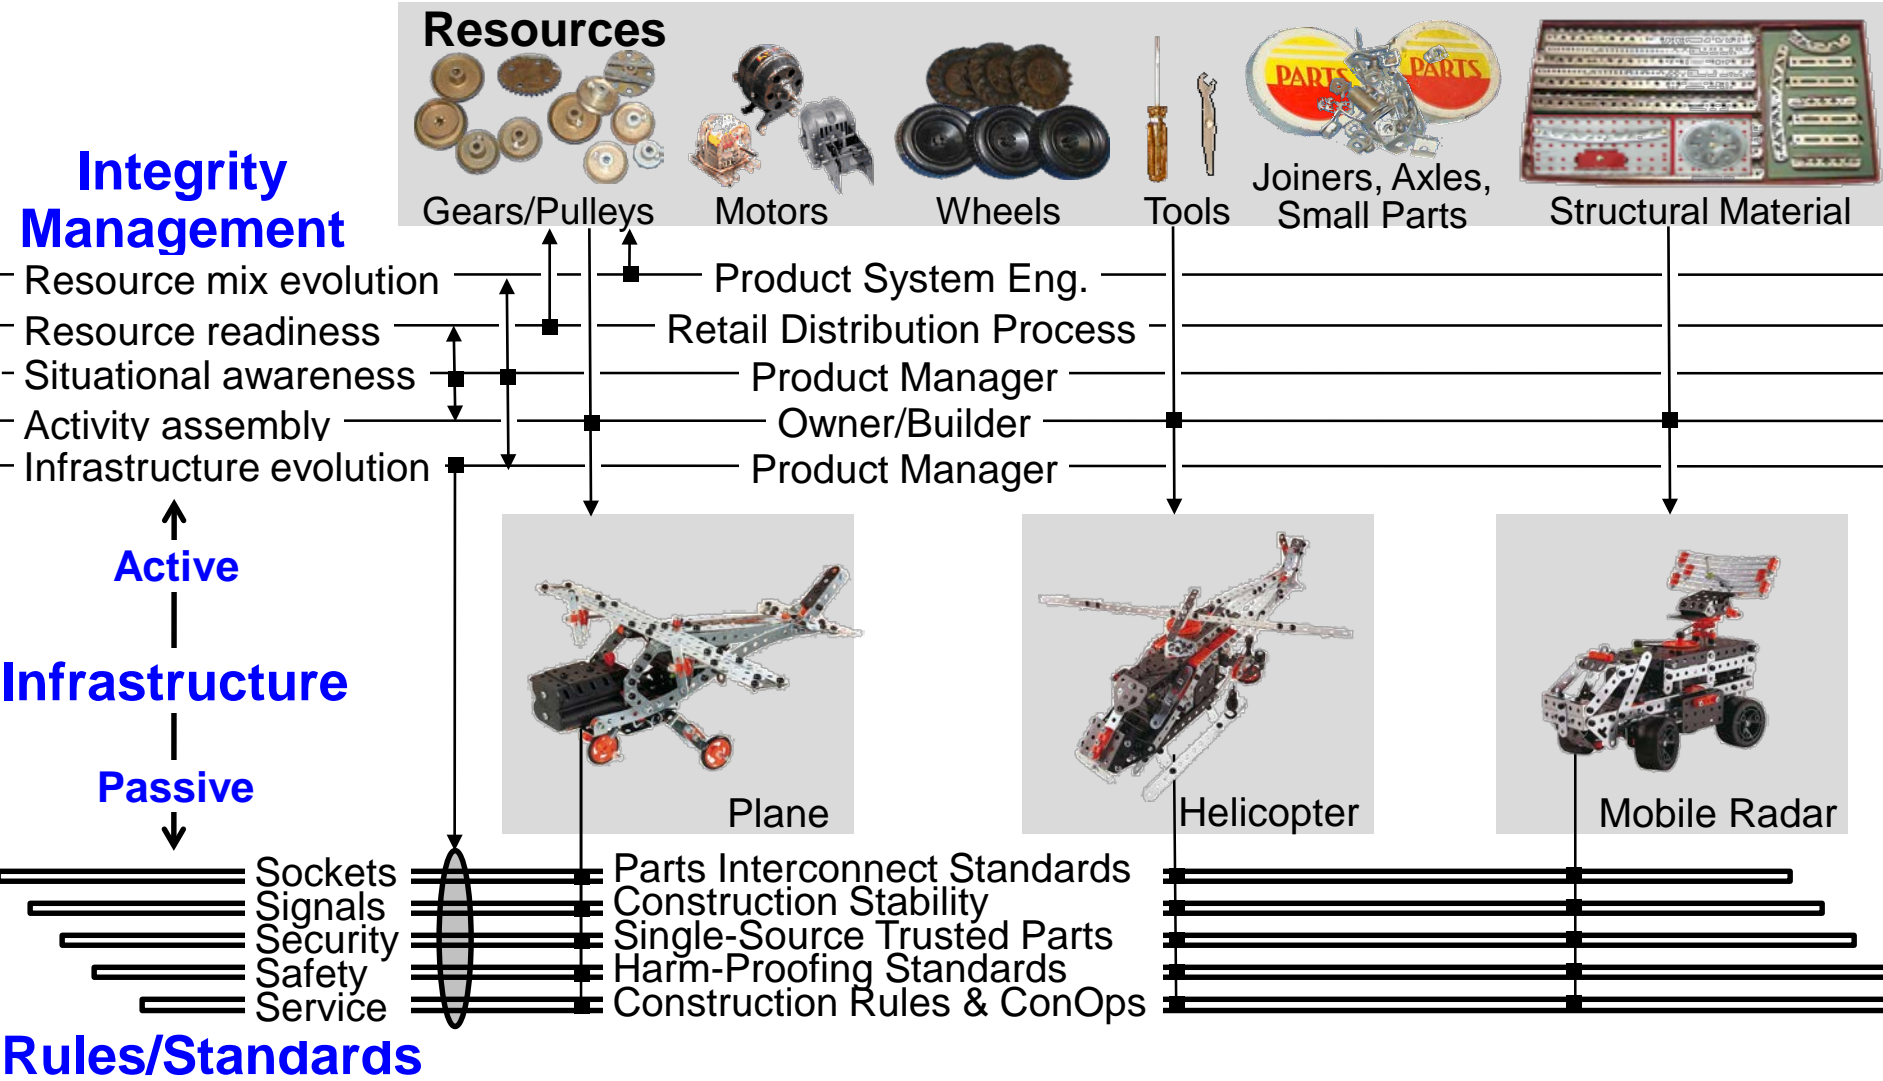 Resources
PARTS
PARTS
Gears/Pulleys
Motors
Wheels
Tools
Joiners, Axles,
Small Parts
Structural Material
Integrity
Management
Resource mix evolution
Product System Eng.
Resource readiness
Retail Distribution Process
Situational awareness
Product Manager
Activity assembly
Owner/Builder
Infrastructure evolution
Product Manager
Active
Infrastructure
Passive
Plane
Helicopter
Mobile Radar
Sockets
Parts Interconnect Standards
Signals
Construction Stability
Security
Single-Source Trusted Parts
Safety
Harm-Proofing Standards
Service
Construction Rules & ConOps
Rules/Standards